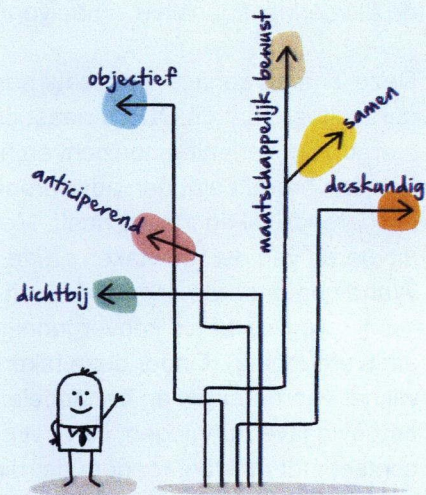 objectief
maatschappelijk bewust
samen
anticiperend
deskundig
dichtbij